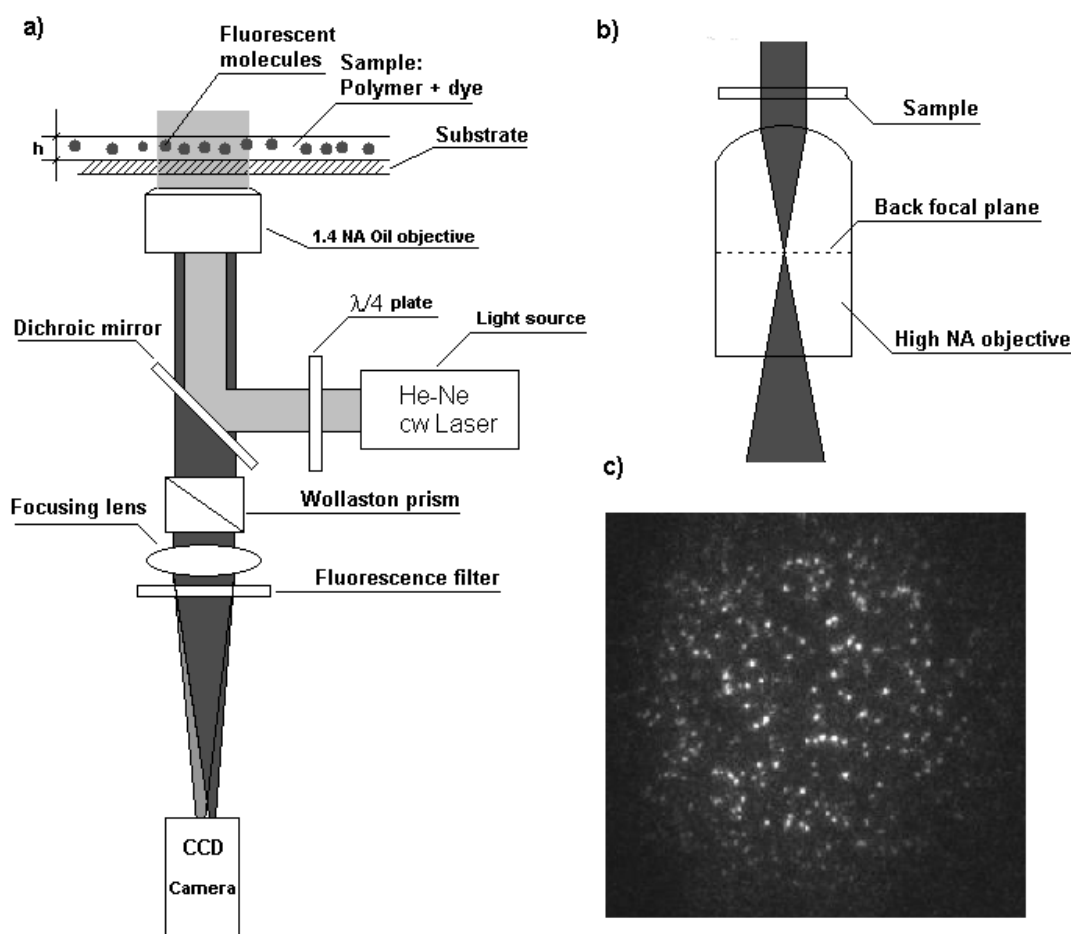 a)
Fluorescent
molecules
Sample:
Polymer + dye
Substrate
h
1.4 NA Oil objective
λ/4 plate
Dichroic mirror
Light source
He-Ne
cw Laser
Wollaston prism
Focusing lens
Fluorescence filter
CCD
Camera
b)
Sample
Back focal plane
High NA objective
c)